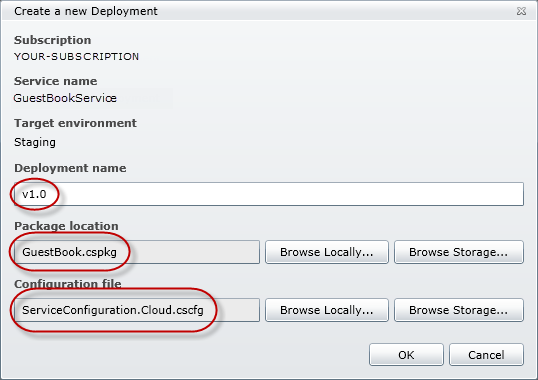 Create a new Deployment
Subscription
YOUR-SUBSCRIPTION
Service name
GuestBookService
Target environment
Staging
Deployment name
v1.0
Package location
GuestBook.cspkg Browse Locally... Browse Storage...
Configuration file
ServiceConfiguration.Cloud.cscfg Browse Locally... Browse Storage...
OK Cancel